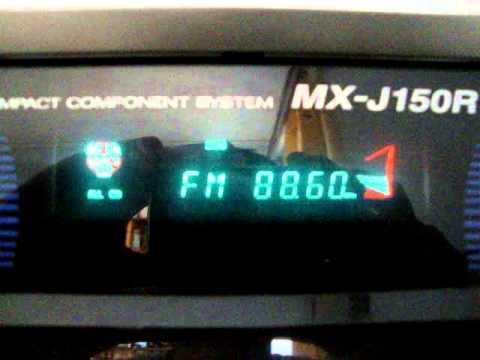 MPACT COMPONENT SYSTEM MX-J150R
FM 88.60